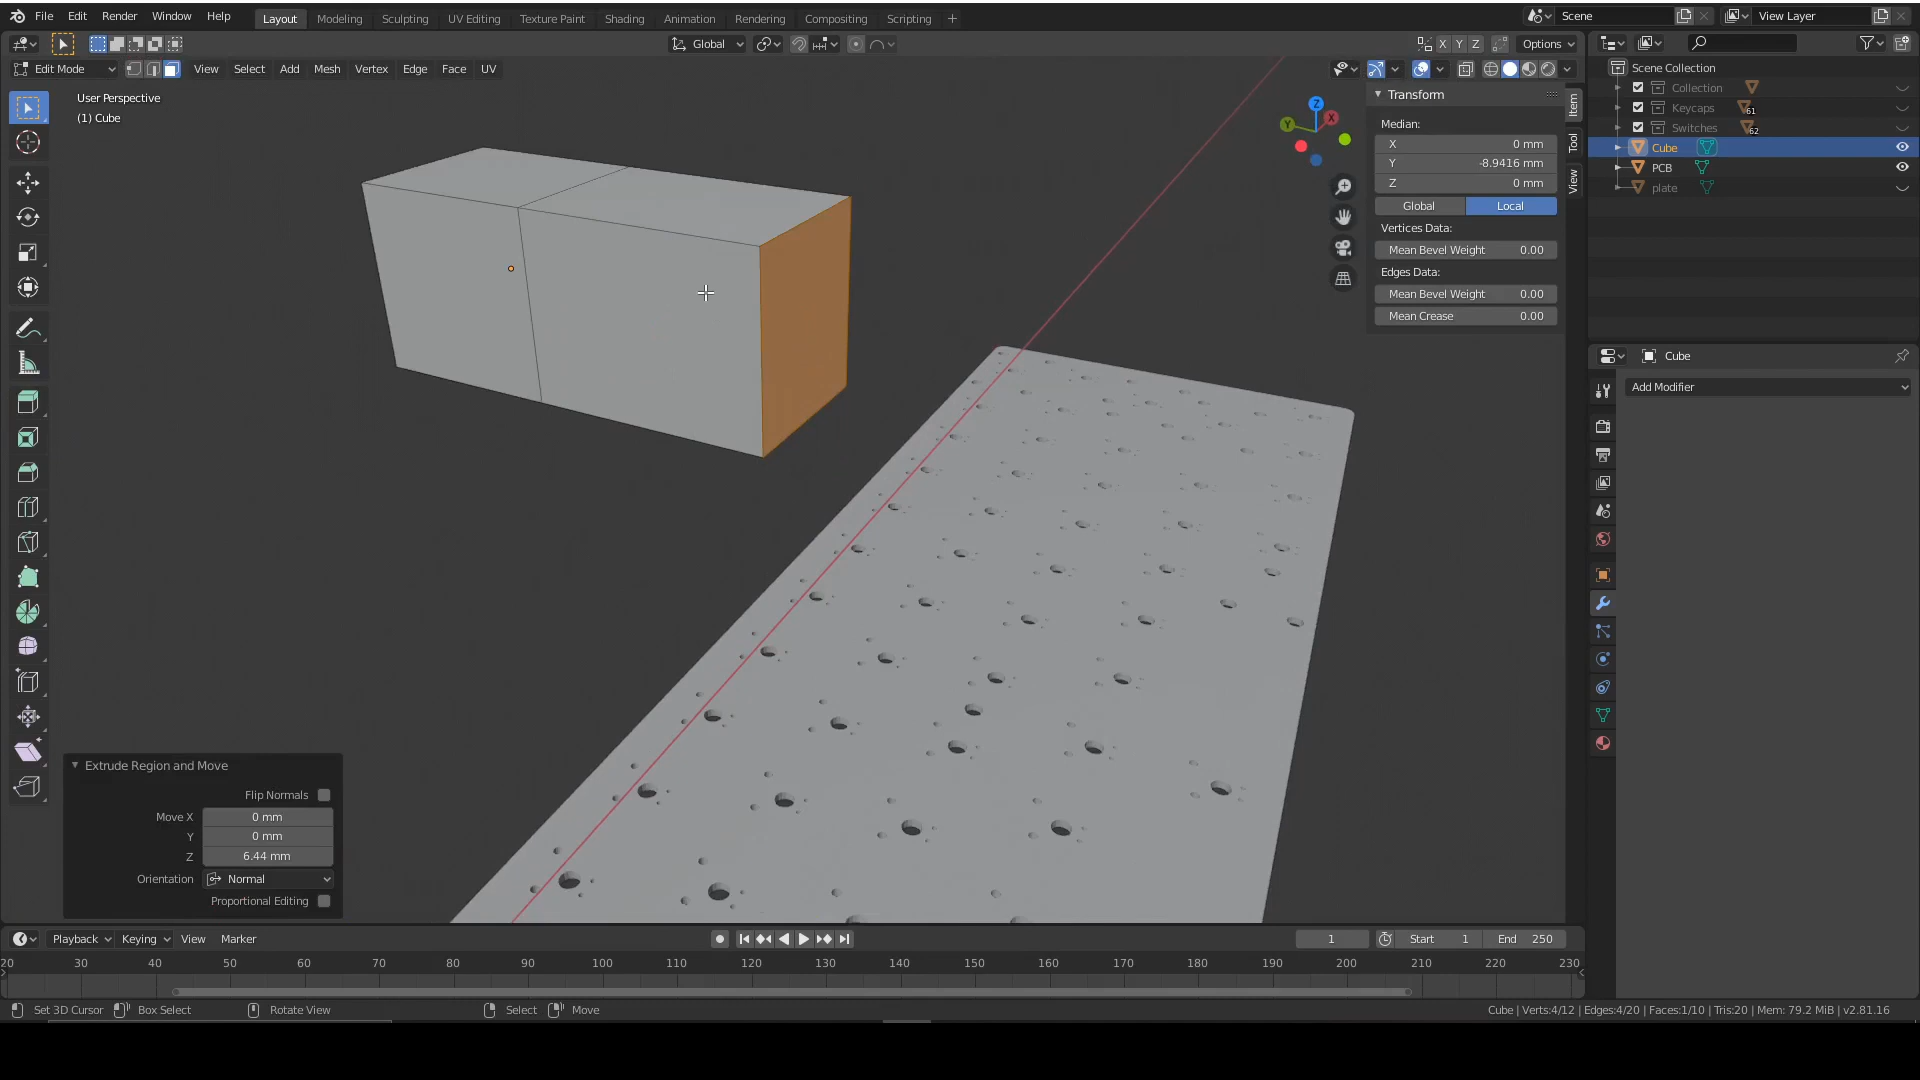 File Edit Render Window Help Layout Modeling Sculpting UV Editing Texture Paint Shading Animation Rendering Compositing Scripting + Scene View Layer
Global X Y Z Options
Edit Mode View Select Add Mesh Vertex Edge Face UV
User Perspective
(1) Cube
Z
Y
X
Transform
Median:
X 0 mm
Y -8.9416 mm
Z 0 mm
Global Local
Vertices Data:
Mean Bevel Weight 0.00
Edges Data:
Mean Bevel Weight 0.00
Mean Crease 0.00
Item
Tool
View
Scene Collection
Collection
Keycaps 61
Switches 62
Cube
PCB
plate
Cube
Add Modifier
Extrude Region and Move
Flip Normals
Move X 0 mm
Y 0 mm
Z 6.44 mm
Orientation Normal
Proportional Editing
Playback Keying View Marker 1 Start 1 End 250
20 30 40 50 60 70 80 90 100 110 120 130 140 150 160 170 180 190 200 210 220 230
Set 3D Cursor Box Select Rotate View Select Move Cube | Verts:4/12 | Edges:4/20 | Faces:1/10 | Tris:20 | Mem: 79.2 MiB | v2.81.16